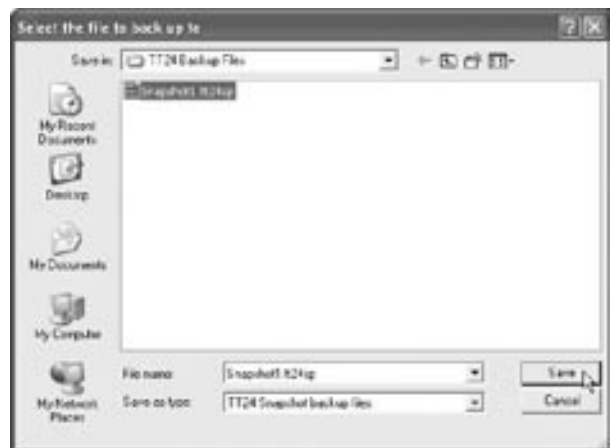 Select the file to back up to
Save in:
TT24 Backup Files
Snapshot1.tt24sp
My Recent
Documents
Desktop
My Documents
My Computer
My Network
Places
File name:
Snapshot1.tt24sp
Save
Save as type:
TT24 Snapshot backup files
Cancel